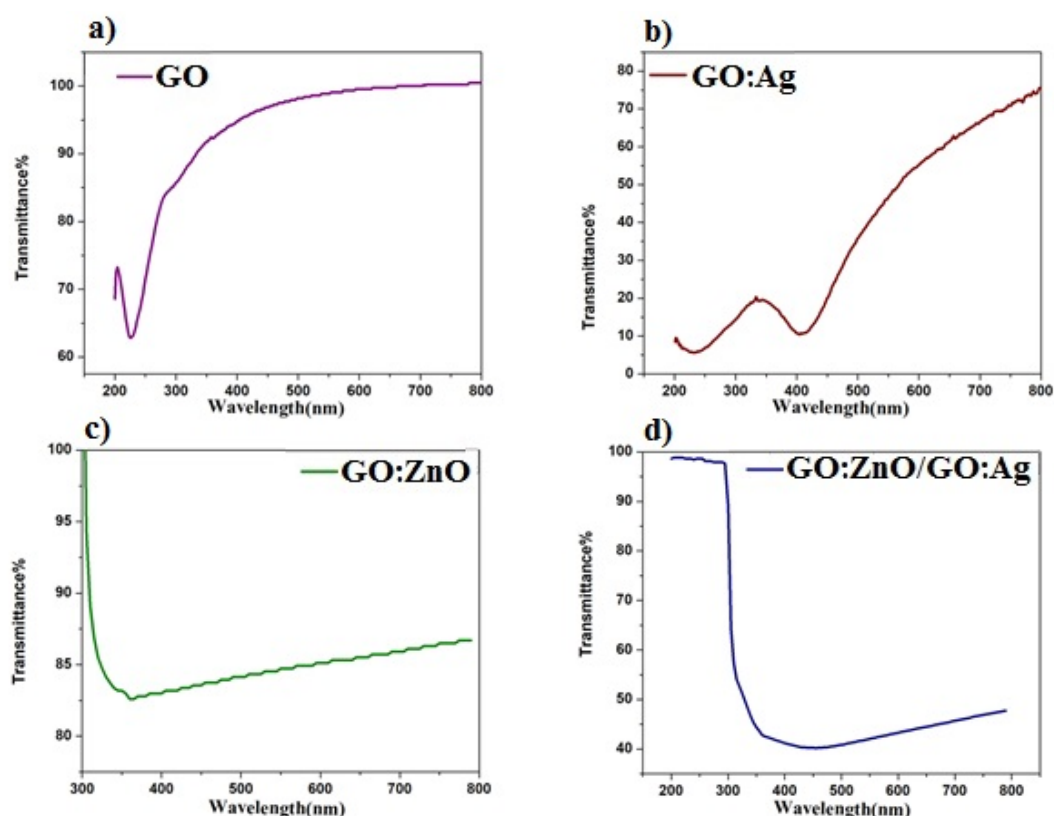 a)
GO
Transmittance%
100
90
80
70
60
200 300 400 500 600 700 800
Wavelength(nm)
b)
GO:Ag
Transmittance%
80
70
60
50
40
30
20
10
0
200 300 400 500 600 700 800
Wavelength(nm)
c)
GO:ZnO
Transmittance%
100
95
90
85
80
300 400 500 600 700 800
Wavelength(nm)
d)
GO:ZnO/GO:Ag
Transmittance%
100
90
80
70
60
50
40
200 300 400 500 600 700 800
Wavelength(nm)